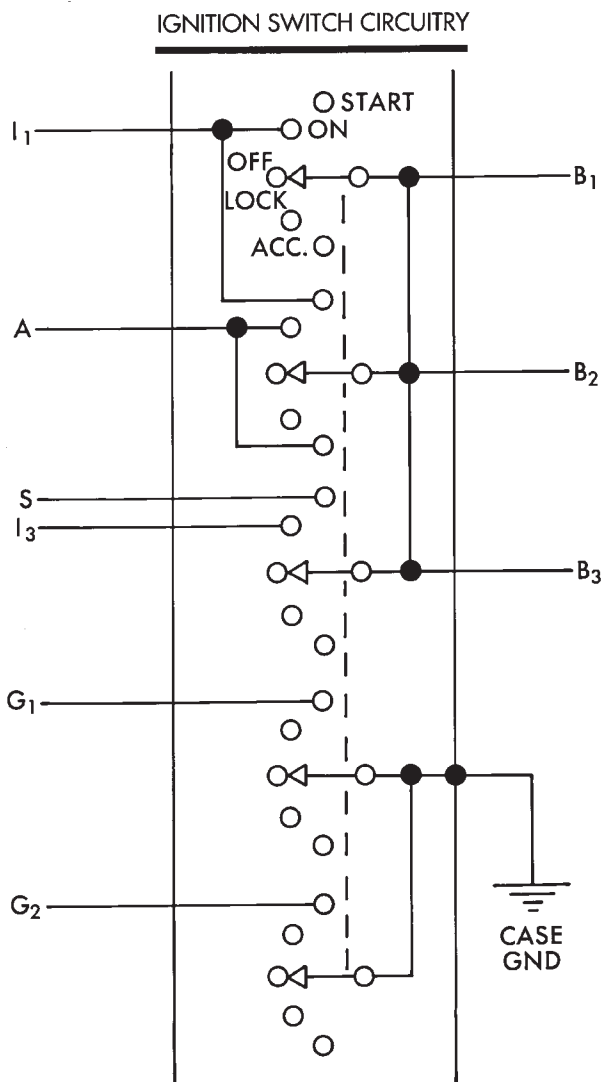 IGNITION SWITCH CIRCUITRY
START
I1
ON
OFF
B1
LOCK
ACC.
A
B2
S
I3
B3
G1
G2
CASE
GND